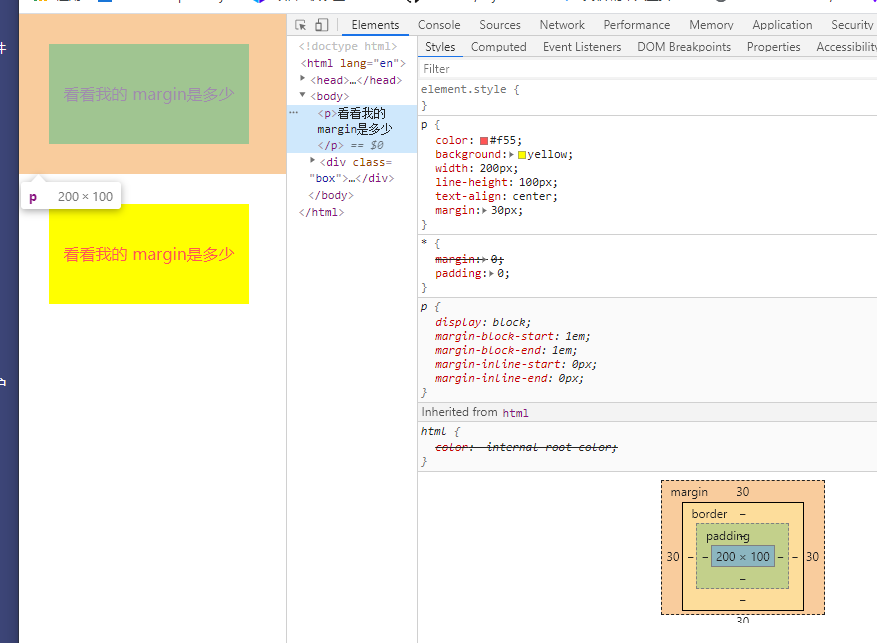 Elements Console Sources Network Performance Memory Application Security
Styles Computed Event Listeners DOM Breakpoints Properties Accessibility
Filter
看看我的 margin是多少
p 200 × 100
看看我的 margin是多少
<!doctype html>
<html lang="en">
<head>…</head>
<body>
<p>看看我的
margin是多少
</p> == $0
<div class=
"box">…</div>
</body>
</html>
element.style {
}
p {
color: #f55;
background: yellow;
width: 200px;
line-height: 100px;
text-align: center;
margin: 30px;
}
* {
margin: 0;
padding: 0;
}
p {
display: block;
margin-block-start: 1em;
margin-block-end: 1em;
margin-inline-start: 0px;
margin-inline-end: 0px;
}
Inherited from html
html {
color: -internal-root-color;
}
margin 30
border –
padding –
30 – – 200 × 100 – – 30
–
–
30